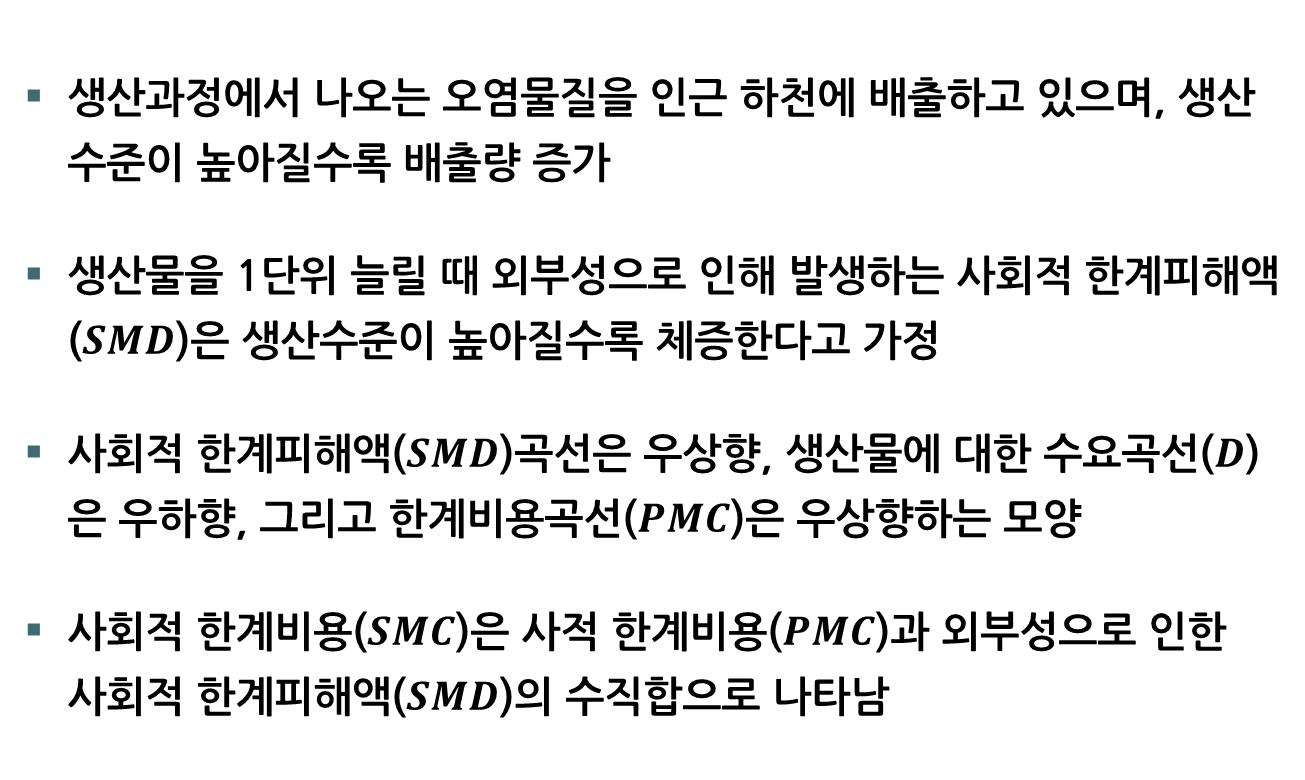 ▪ 생산과정에서 나오는 오염물질을 인근 하천에 배출하고 있으며, 생산
수준이 높아질수록 배출량 증가
▪ 생산물을 1단위 늘릴 때 외부성으로 인해 발생하는 사회적 한계피해액
(SMD)은 생산수준이 높아질수록 체증한다고 가정
▪ 사회적 한계피해액(SMD)곡선은 우상향, 생산물에 대한 수요곡선(D)
은 우하향, 그리고 한계비용곡선(PMC)은 우상향하는 모양
▪ 사회적 한계비용(SMC)은 사적 한계비용(PMC)과 외부성으로 인한
사회적 한계피해액(SMD)의 수직합으로 나타남